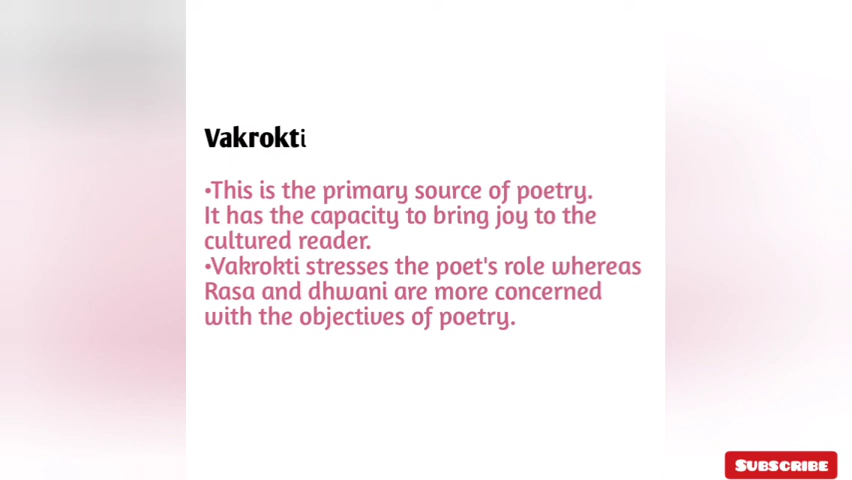 Vakrokti
•This is the primary source of poetry.
It has the capacity to bring joy to the
cultured reader.
•Vakrokti stresses the poet's role whereas
Rasa and dhwani are more concerned
with the objectives of poetry.
SUBSCRIBE